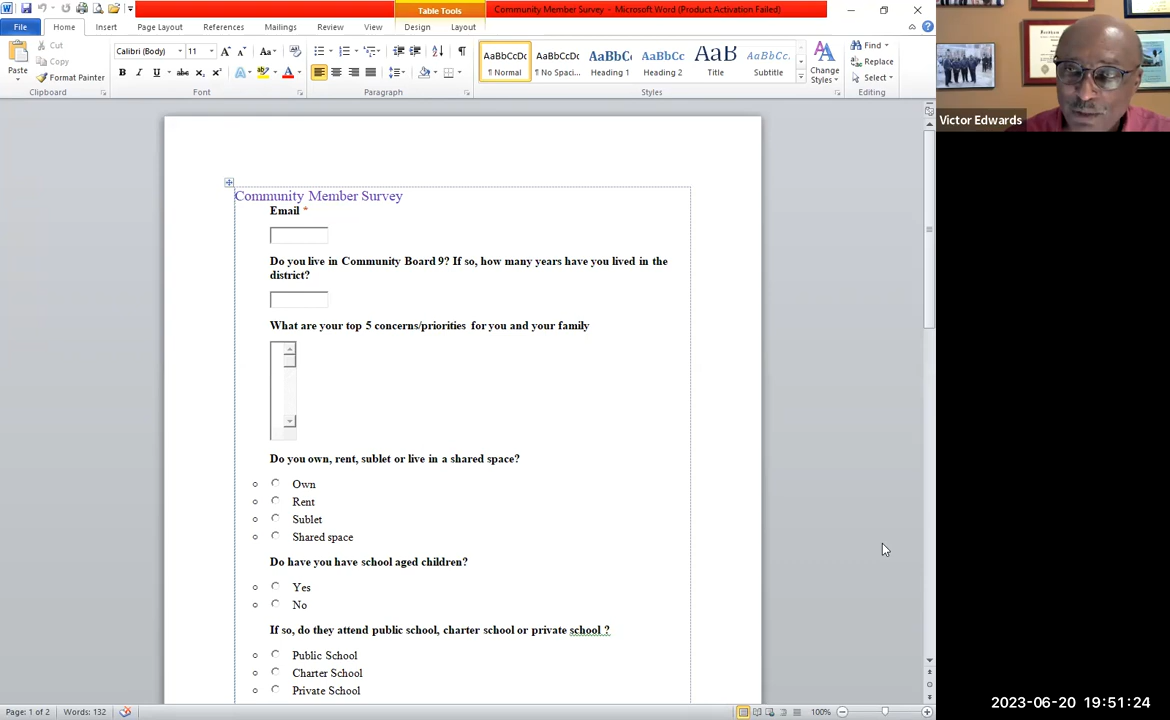 Table Tools
Community Member Survey - Microsoft Word (Product Activation Failed)
File Home Insert Page Layout References Mailings Review View Design Layout
Paste
Cut
Copy
Format Painter
Clipboard
Calibri (Body) 11
Font
Paragraph
AaBbCcDc AaBbCcDc AaBbC AaBbCc AaB AaBbCc.
¶ Normal ¶ No Spaci... Heading 1 Heading 2 Title Subtitle
Styles
Change
Styles
Find
Replace
Select
Editing
Victor Edwards
Community Member Survey
Email *
Do you live in Community Board 9? If so, how many years have you lived in the
district?
What are your top 5 concerns/priorities for you and your family
Do you own, rent, sublet or live in a shared space?
Own
Rent
Sublet
Shared space
Do have you have school aged children?
Yes
No
If so, do they attend public school, charter school or private school ?
Public School
Charter School
Private School
Page: 1 of 2 Words: 132 100%
2023-06-20 19:51:24